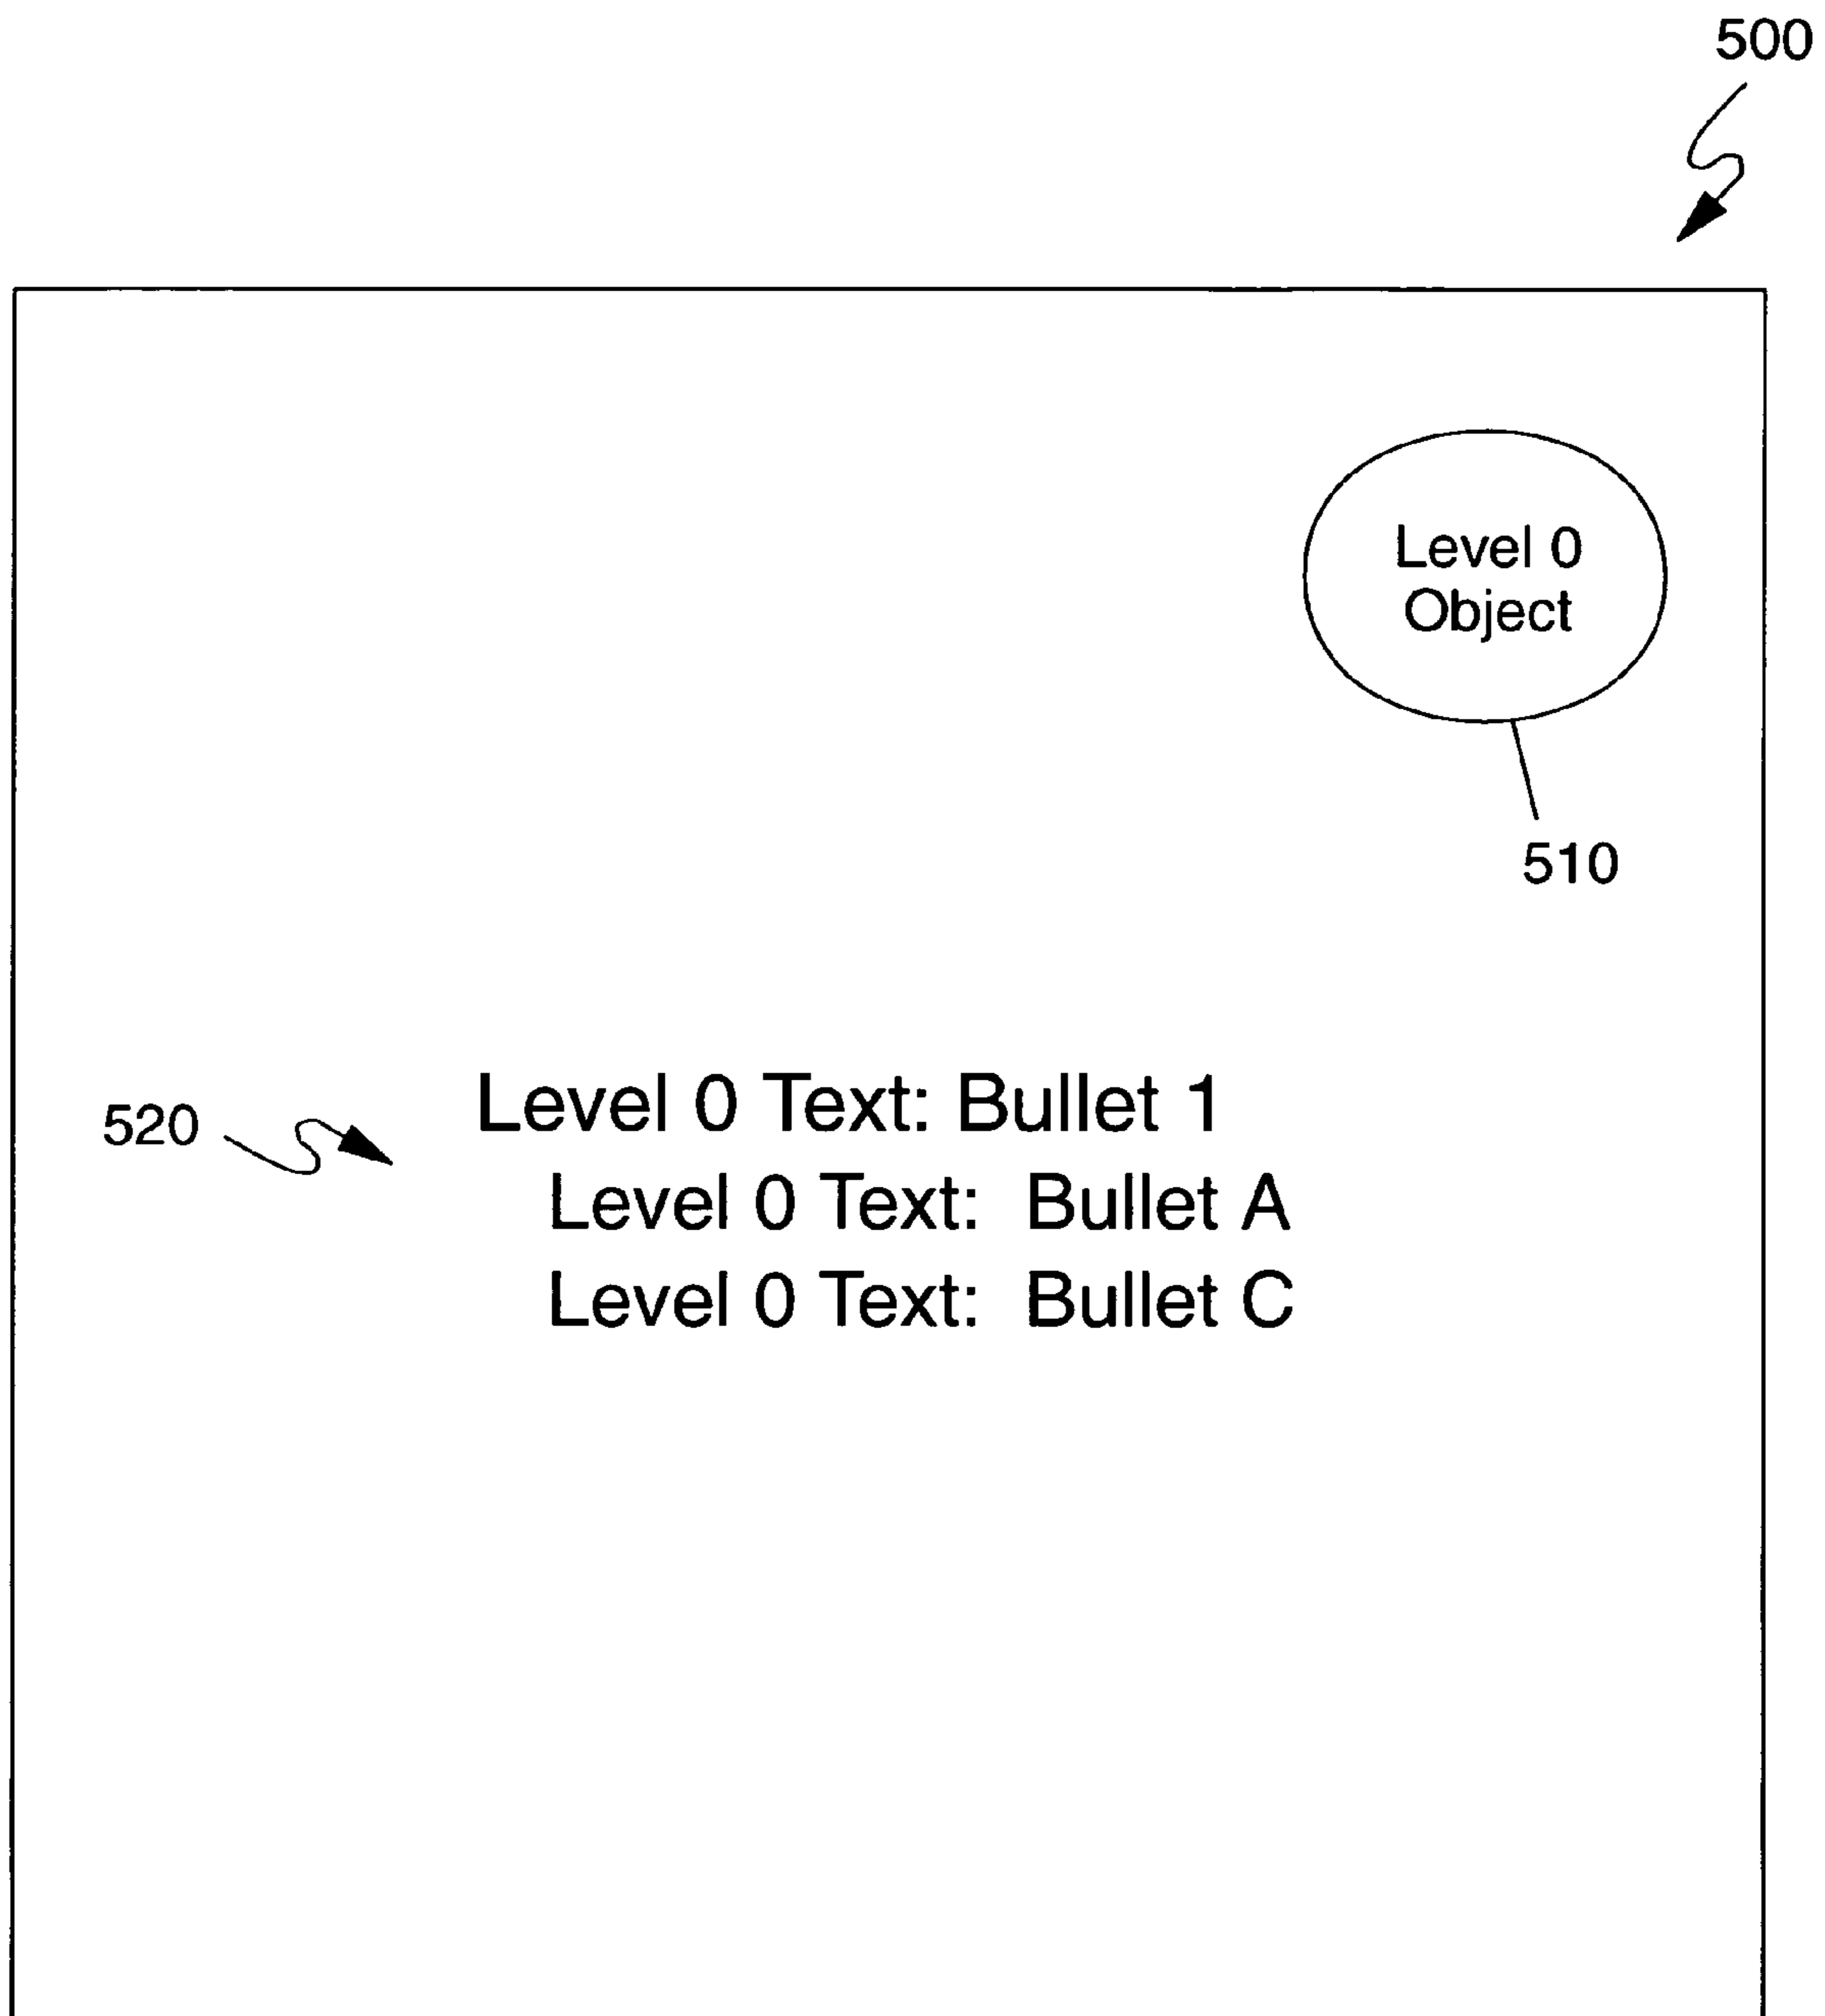 500
Level 0
Object
510
520
Level 0 Text: Bullet 1
Level 0 Text: Bullet A
Level 0 Text: Bullet C